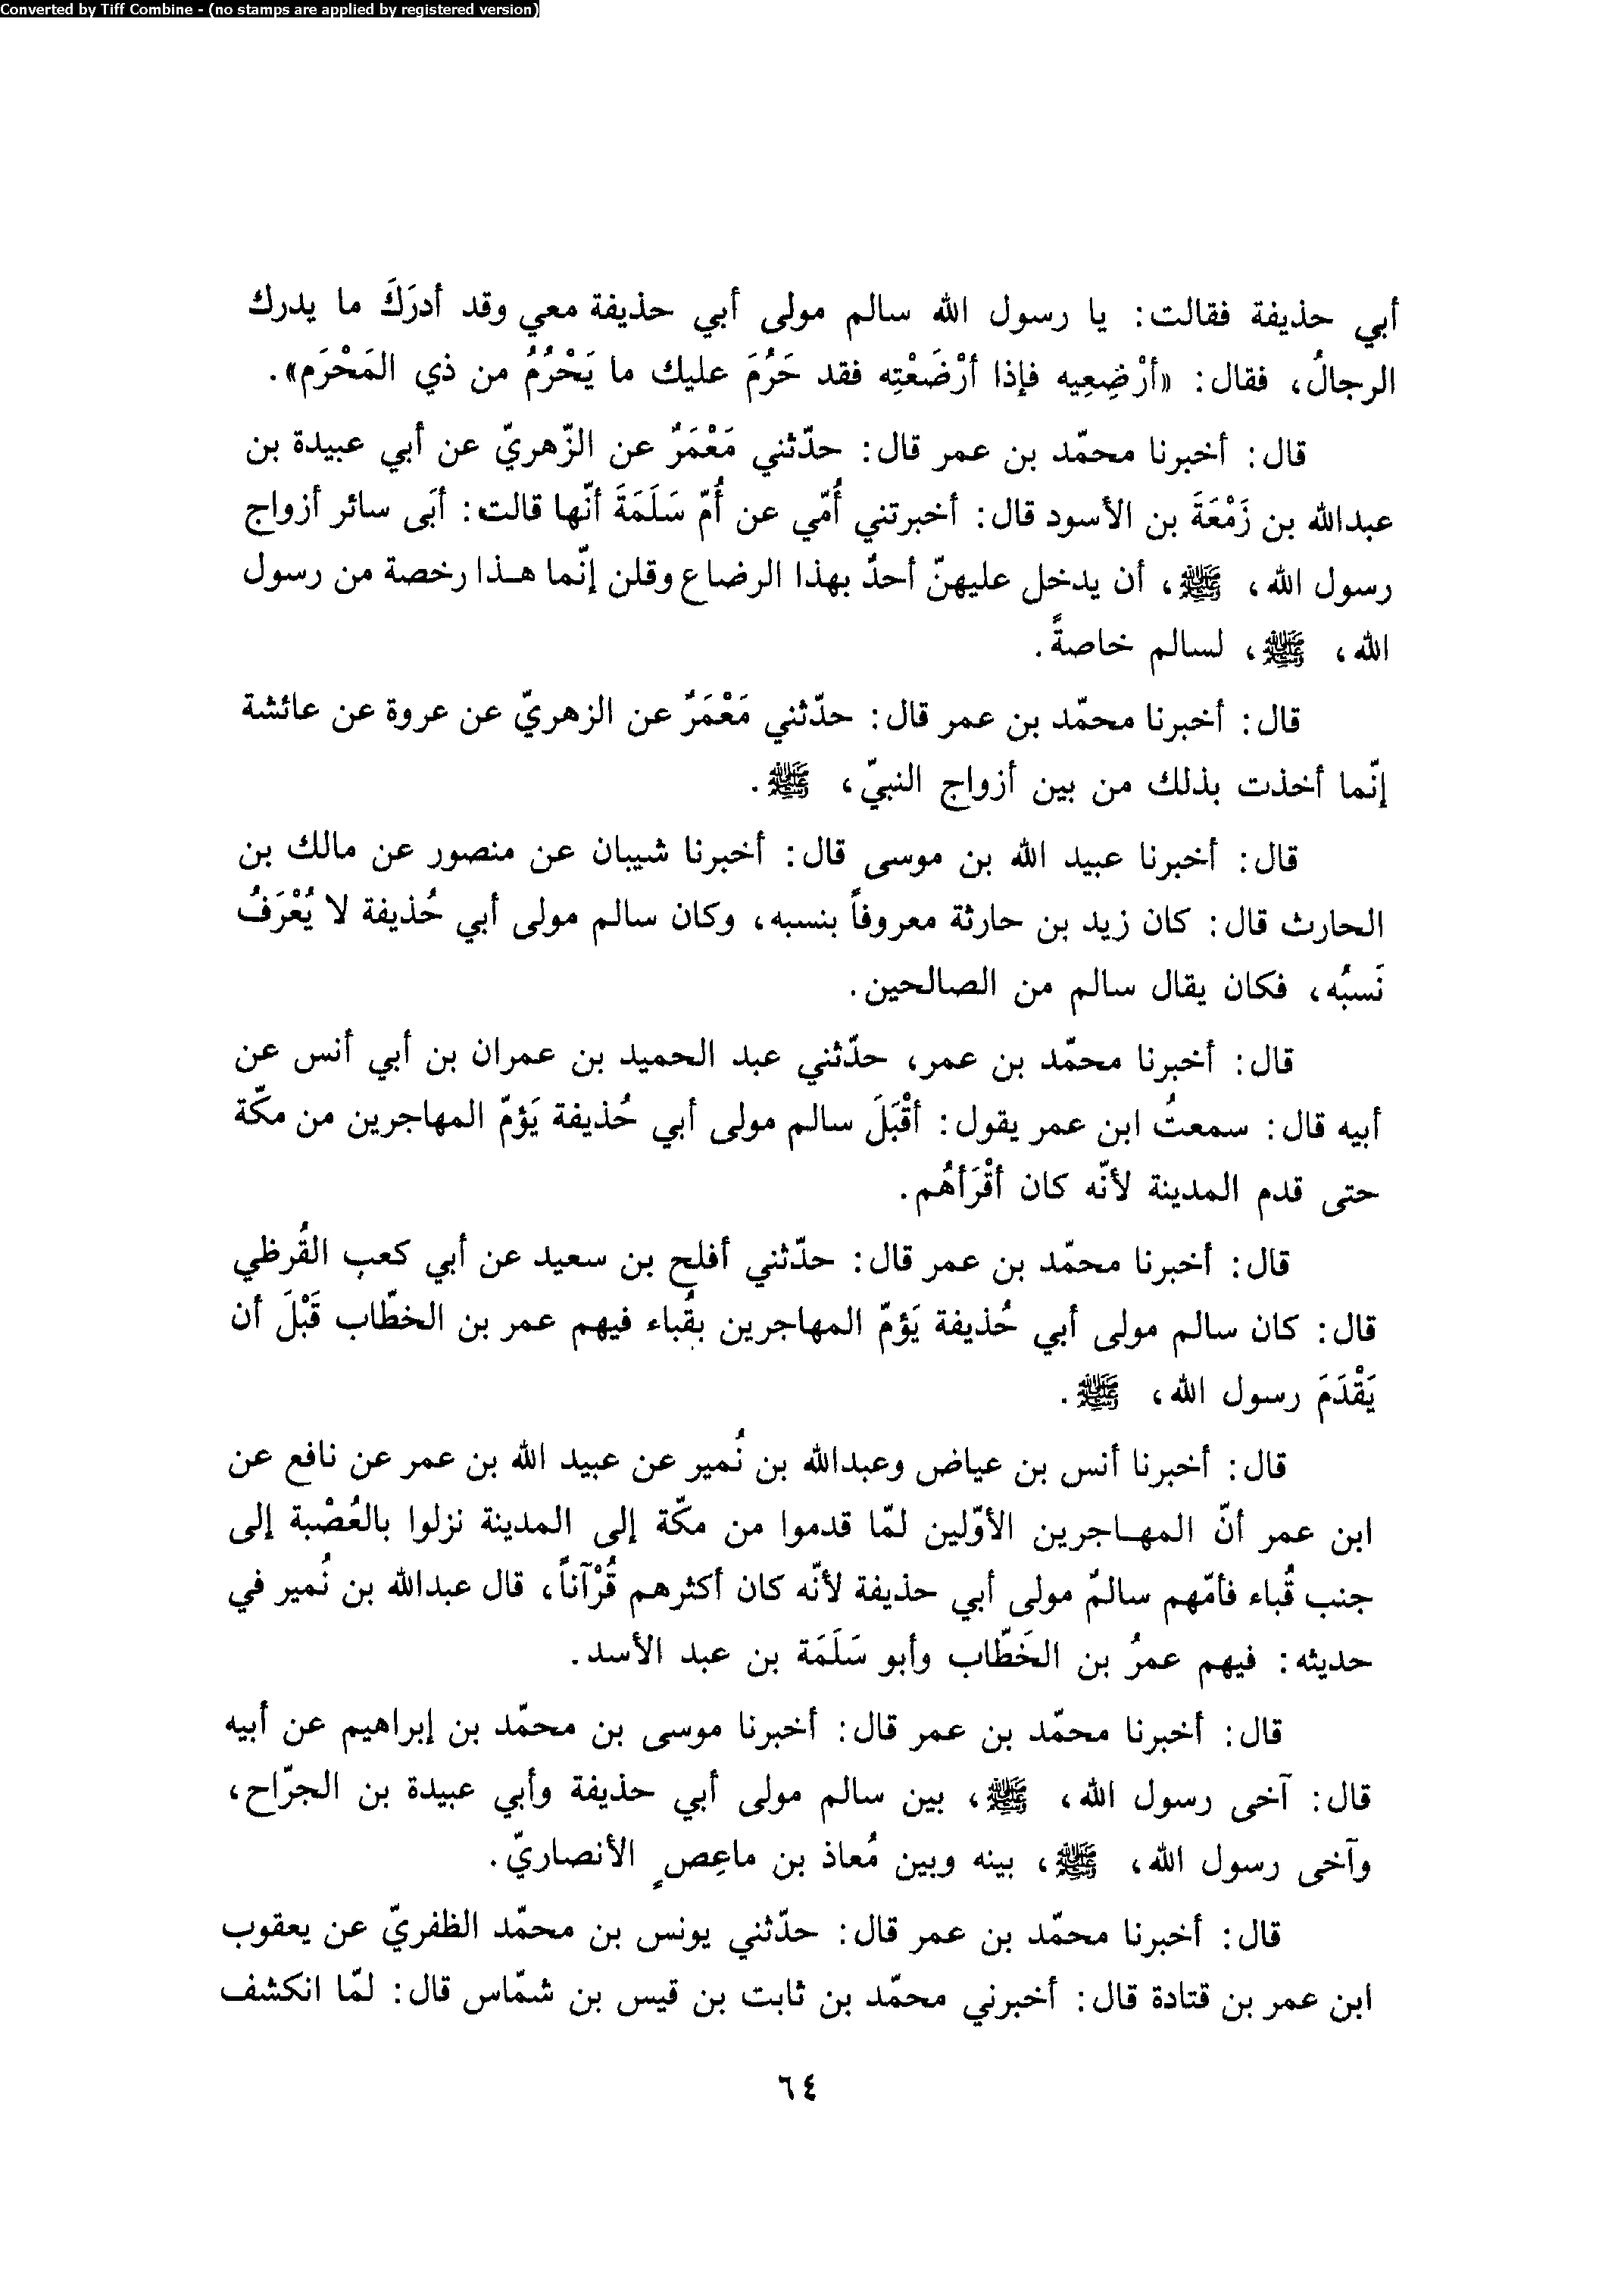 Converted by Tiff Combine - (no stamps are applied by registered version)
أبي حذيفة فقالت: يا رسول الله سالم مولى أبي حذيفة معي وقد أدرَكَ ما يدرك
الرجالُ، فقال: «أرْضِعِيه فإذا أرْضَعْتِه فقد حَرُمَ عليك ما يَحْرُمُ من ذي المَحْرَم».
قال: أخبرنا محمّد بن عمر قال: حدّثني مَعْمَرٌ عن الزّهريّ عن أبي عبيدة بن
عبدالله بن زَمْعَةَ بن الأسود قال: أخبرتني أُمّي عن أُمّ سَلَمَةَ أنّها قالت: أبَى سائر أزواج
رسول الله، ﷺ، أن يدخل عليهنّ أحدٌ بهذا الرضاع وقلن إنّما هـذا رخصة من رسول
الله، ﷺ، لسالم خاصةً.
قال: أخبرنا محمّد بن عمر قال: حدّثني مَعْمَرٌ عن الزهريّ عن عروة عن عائشة
إنّما أخذت بذلك من بين أزواج النبيّ، ﷺ.
قال: أخبرنا عبيد الله بن موسى قال: أخبرنا شيبان عن منصور عن مالك بن
الحارث قال: كان زيد بن حارثة معروفاً بنسبه، وكان سالم مولى أبي حُذيفة لا يُعْرَفُ
نَسبُه، فكان يقال سالم من الصالحين.
قال: أخبرنا محمّد بن عمر، حدّثني عبد الحميد بن عمران بن أبي أنس عن
أبيه قال: سمعتُ ابن عمر يقول: أقْبَلَ سالم مولى أبي حُذيفة يَؤمّ المهاجرين من مكّة
حتى قدم المدينة لأنّه كان أقْرَأهُم.
قال: أخبرنا محمّد بن عمر قال: حدّثني أفلح بن سعيد عن أبي كعب القُرظي
قال: كان سالم مولى أبي حُذيفة يَؤمّ المهاجرين بقُباء فيهم عمر بن الخطّاب قَبْلَ أن
يَقْدَمَ رسول الله، ﷺ.
قال: أخبرنا أنس بن عياض وعبدالله بن نُمير عن عبيد الله بن عمر عن نافع عن
ابن عمر أنّ المهـاجرين الأوّلين لمّا قدموا من مكّة إلى المدينة نزلوا بالعُصْبة إلى
جنب قُباء فأمّهم سالمٌ مولى أبي حذيفة لأنّه كان أكثرهم قُرْآناً، قال عبدالله بن نُمير في
حديثه: فيهم عمرُ بن الخَطّاب وأبو سَلَمَة بن عبد الأسد.
قال: أخبرنا محمّد بن عمر قال: أخبرنا موسى بن محمّد بن إبراهيم عن أبيه
قال: آخى رسول الله، ﷺ، بين سالم مولى أبي حذيفة وأبي عبيدة بن الجرّاح،
وآخى رسول الله، ﷺ، بينه وبين مُعاذ بن ماعِصٍ الأنصاريّ.
قال: أخبرنا محمّد بن عمر قال: حدّثني يونس بن محمّد الظفريّ عن يعقوب
ابن عمر بن قتادة قال: أخبرني محمّد بن ثابت بن قيس بن شمّاس قال: لمّا انكشف
٦٤